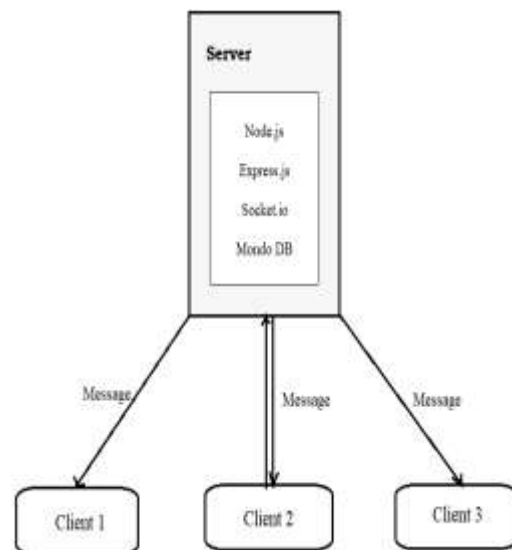 Server
Node.js
Express.js
Socket.io
Mondo DB
Message
Message
Message
Client 1
Client 2
Client 3